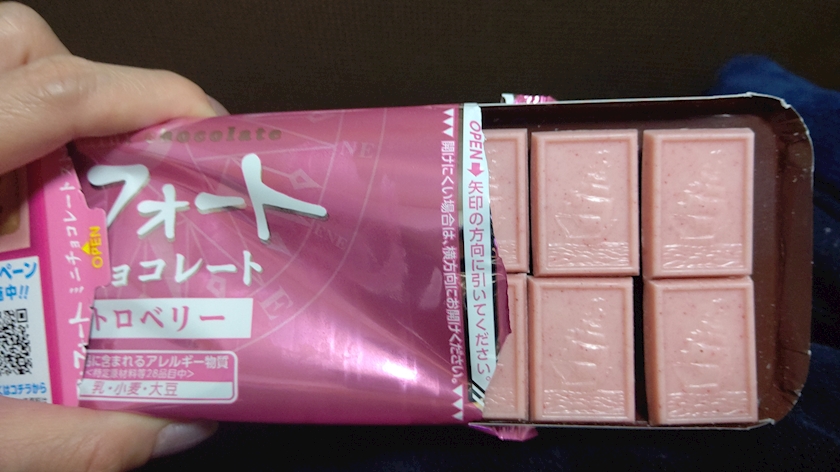 chocolate
フォート
ョコレート
トロベリー
に含まれるアレルギー物質
<特定原材料等28品目中>
乳・小麦・大豆
OPEN
矢印の方向に引いてください
開けにくい場合は、横方向にお開けください。
フォート ミニチョコレート
OPEN
ペーン
中!!
はコチラから